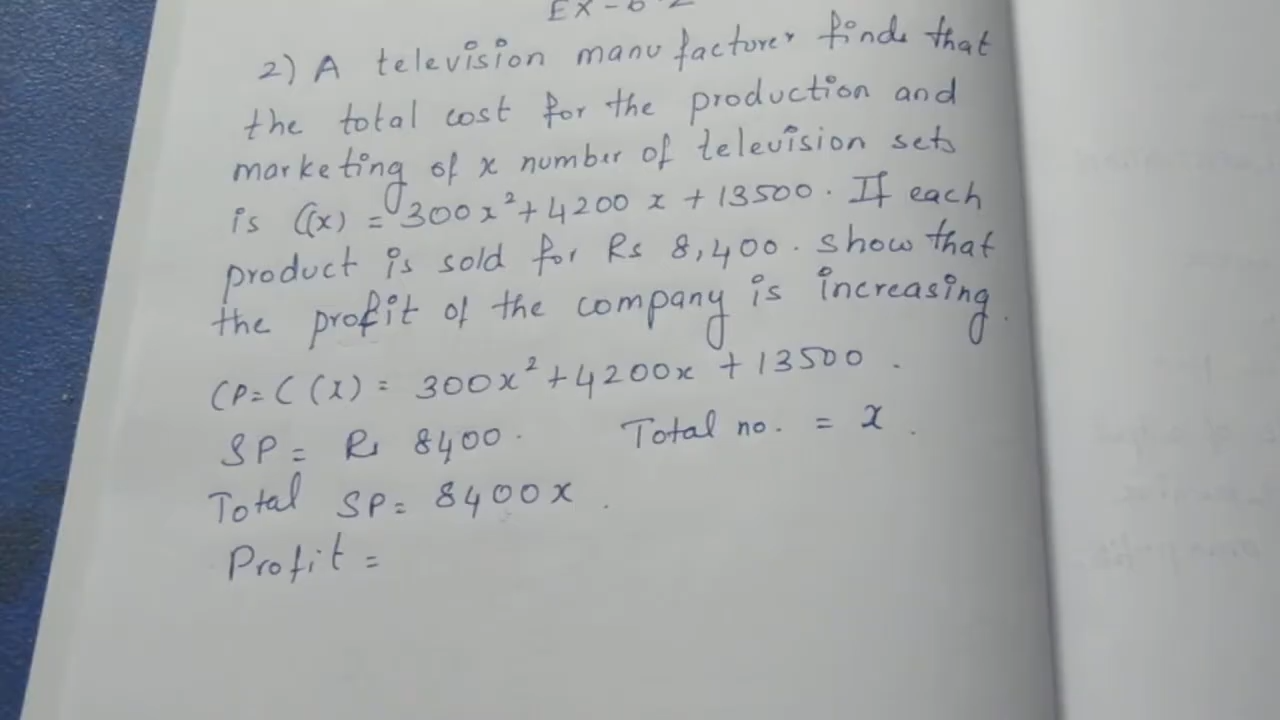 2) A television manufacturer finds that
the total cost for the production and
marketing of x number of television sets
is C(x) = 300x²+4200x+13500. If each
product is sold for Rs 8,400. show that
the profit of the company is increasing.
CP= C(x) = 300x²+4200x+13500.
SP= Rs 8400. Total no. = x.
Total SP= 8400x.
Profit =